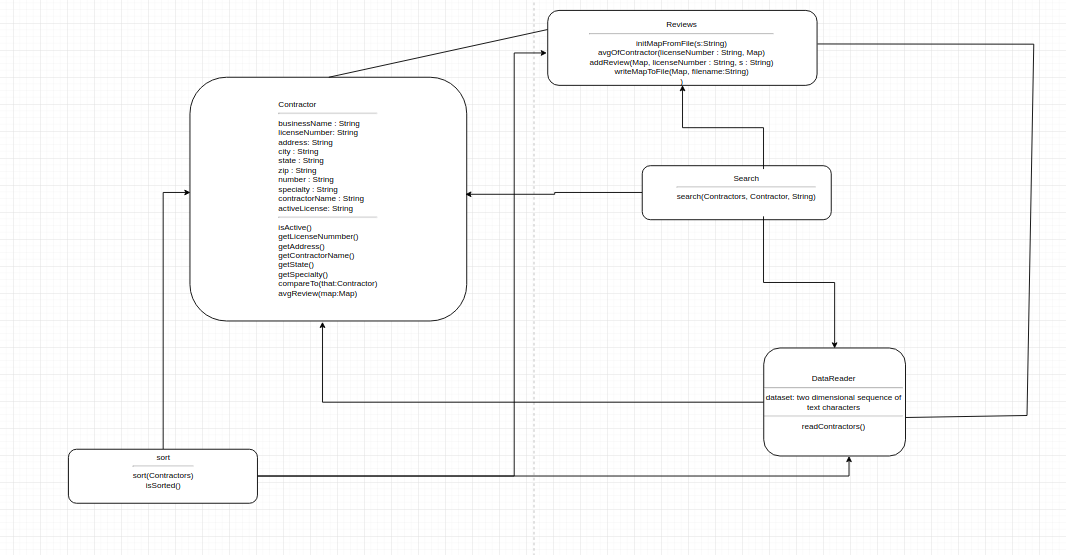 Reviews
initMapFromFile(s:String)
avgOfContractor(licenseNumber : String, Map)
addReview(Map, licenseNumber : String, s : String)
writeMapToFile(Map, filename:String)
)
Contractor
businessName : String
licenseNumber: String
address: String
city : String
state : String
zip : String
number : String
specialty : String
contractorName : String
activeLicense: String
isActive()
getLicenseNummber()
getAddress()
getContractorName()
getState()
getSpecialty()
compareTo(that:Contractor)
avgReview(map:Map)
Search
search(Contractors, Contractor, String)
DataReader
dataset: two dimensional sequence of
text characters
readContractors()
sort
sort(Contractors)
isSorted()